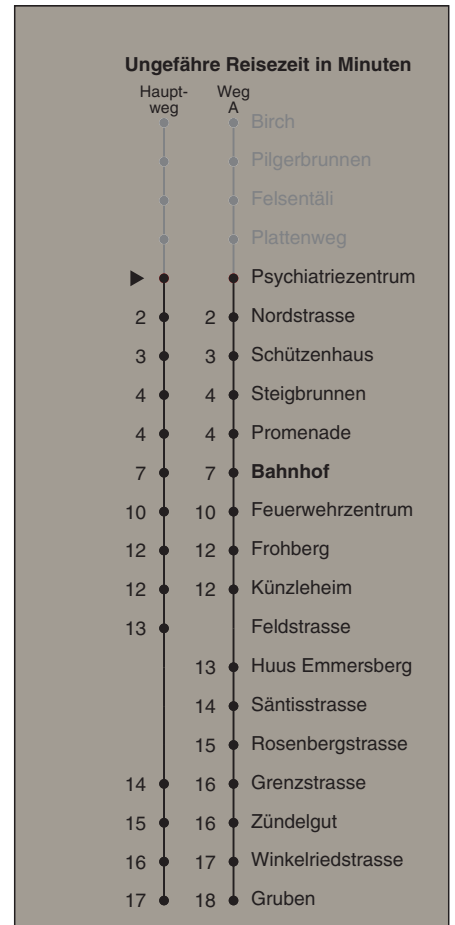 Ungefähre Reisezeit in Minuten
Haupt- Weg
weg A
Birch
Pilgerbrunnen
Felsentäli
Plattenweg
Psychiatriezentrum
2 2 Nordstrasse
3 3 Schützenhaus
4 4 Steigbrunnen
4 4 Promenade
7 7 Bahnhof
10 10 Feuerwehrzentrum
12 12 Frohberg
12 12 Künzleheim
13 Feldstrasse
13 Huus Emmersberg
14 Säntisstrasse
15 Rosenbergstrasse
14 16 Grenzstrasse
15 16 Zündelgut
16 17 Winkelriedstrasse
17 18 Gruben